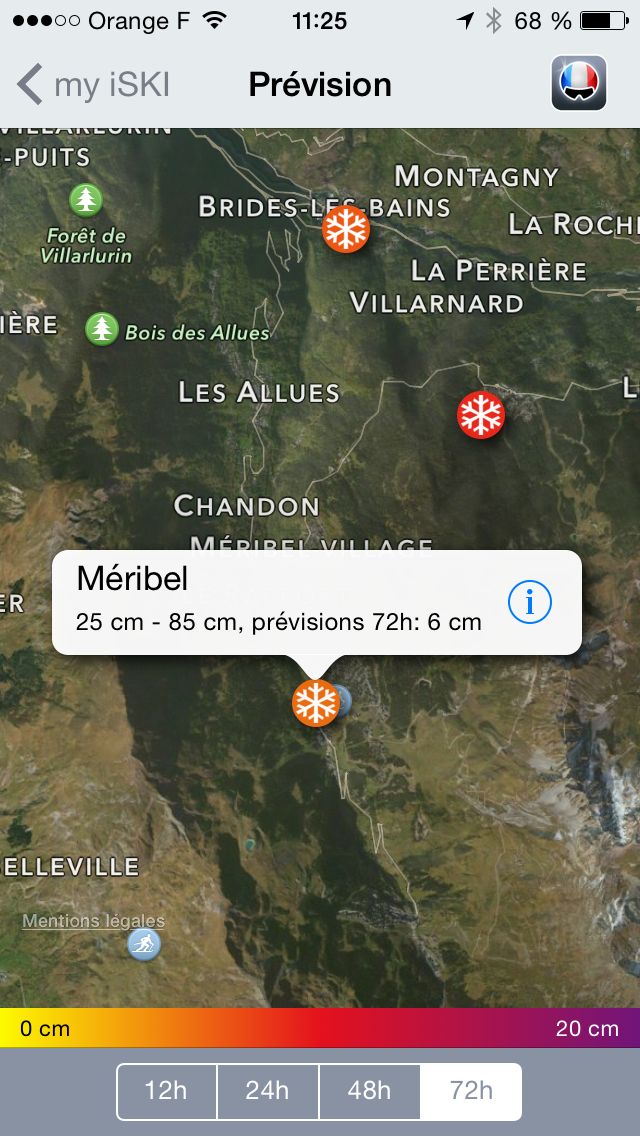 Orange F 11:25 68 %
my iSKI Prévision
VILLARLURIN
-PUITS
MONTAGNY
BRIDES-LES-BAINS
LA ROCH
Forêt de
Villarlurin
LA PERRIÈRE
VILLARNARD
IÈRE
Bois des Allues
LES ALLUES
L
CHANDON
MÉRIBEL-VILLAGE
ER
Méribel
25 cm - 85 cm, prévisions 72h: 6 cm
i
ELLEVILLE
Mentions légales
0 cm 20 cm
12h 24h 48h 72h